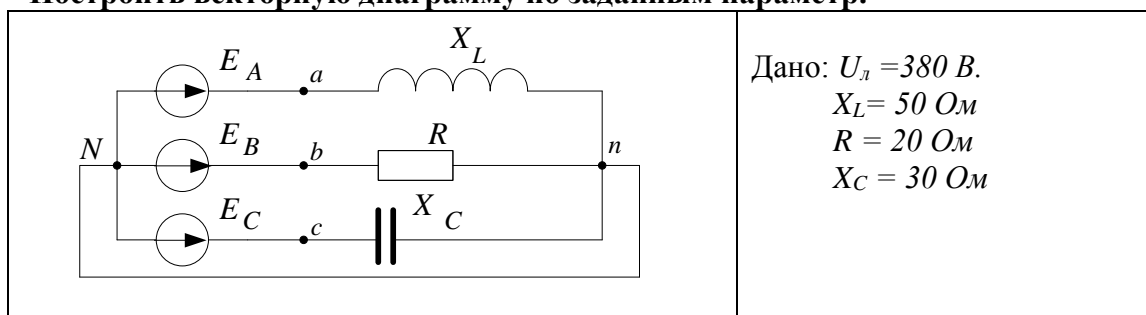 Построить векторную диаграмму по заданным параметр.
E A
a
X L
E B
b
R
N
n
E C
c
X C
Дано: Uл =380 В.
XL= 50 Ом
R = 20 Ом
XC = 30 Ом